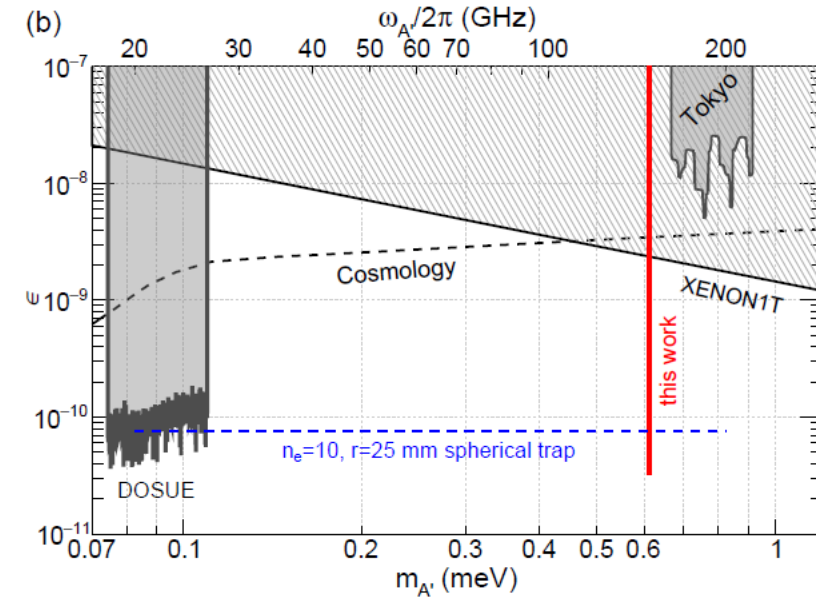 (b)
ω_A'/2π (GHz)
20 30 40 50 60 70 100 200
10⁻⁷
Tokyo
10⁻⁸
Cosmology
XENON1T
ϵ
10⁻⁹
this work
10⁻¹⁰
n_e=10, r=25 mm spherical trap
DOSUE
10⁻¹¹
0.07 0.1 0.2 0.3 0.4 0.5 0.6 1
m_A' (meV)